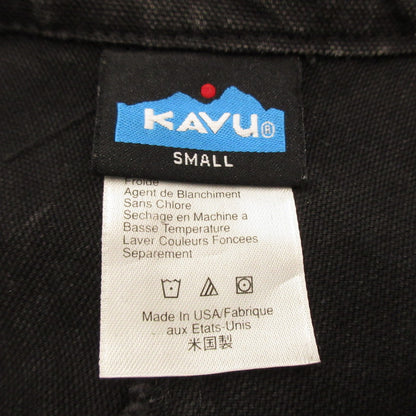 KAVU®
SMALL
Froide
Agent de Blanchiment
Sans Chlore
Sechage en Machine a
Basse Temperature
Laver Couleurs Foncees
Separement
Made In USA/Fabrique
aux Etats-Unis
米国製